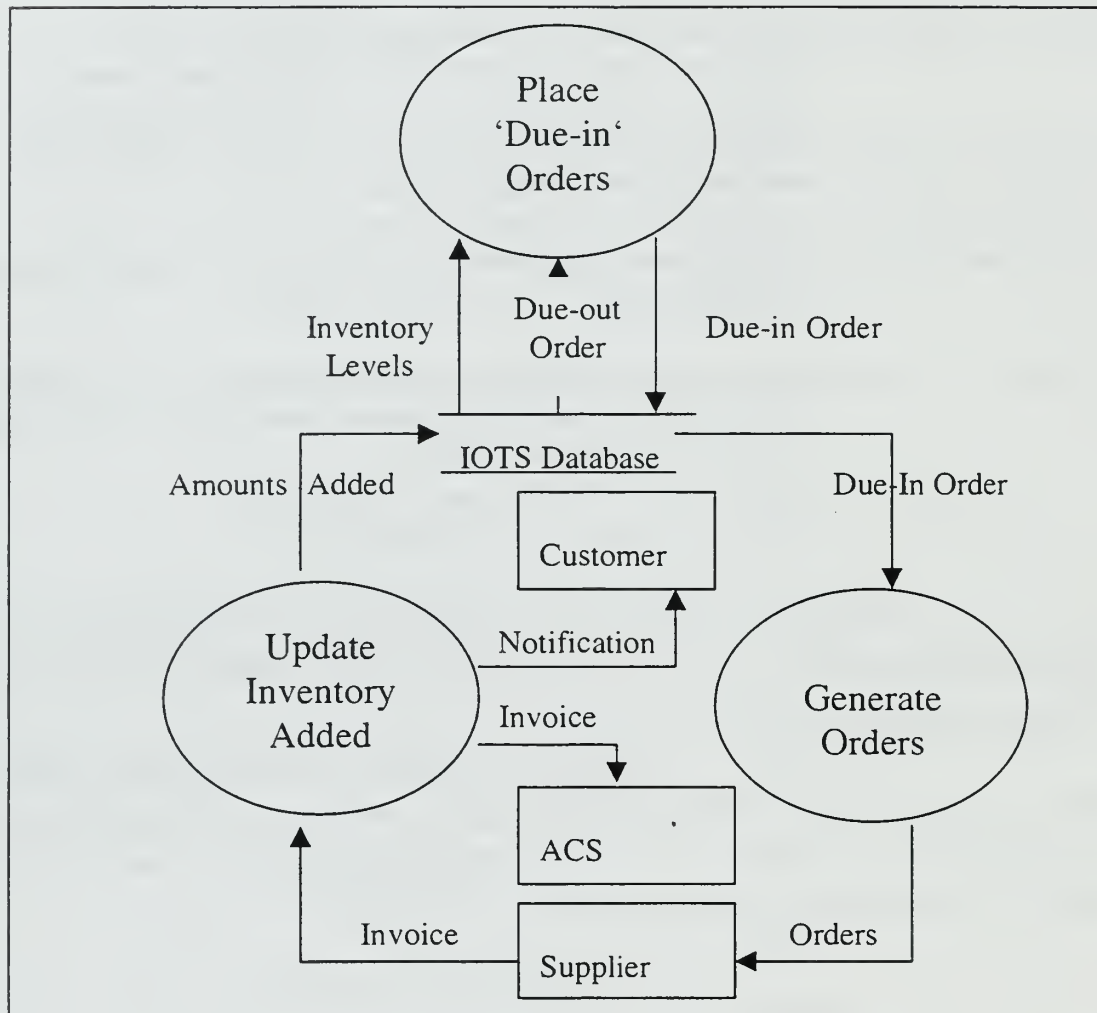 Place
‘Due-in‘
Orders
Inventory
Levels
Due-out
Order
Due-in Order
IOTS Database
Amounts Added
Due-In Order
Customer
Update
Inventory
Added
Notification
Invoice
Generate
Orders
ACS
Invoice
Supplier
Orders